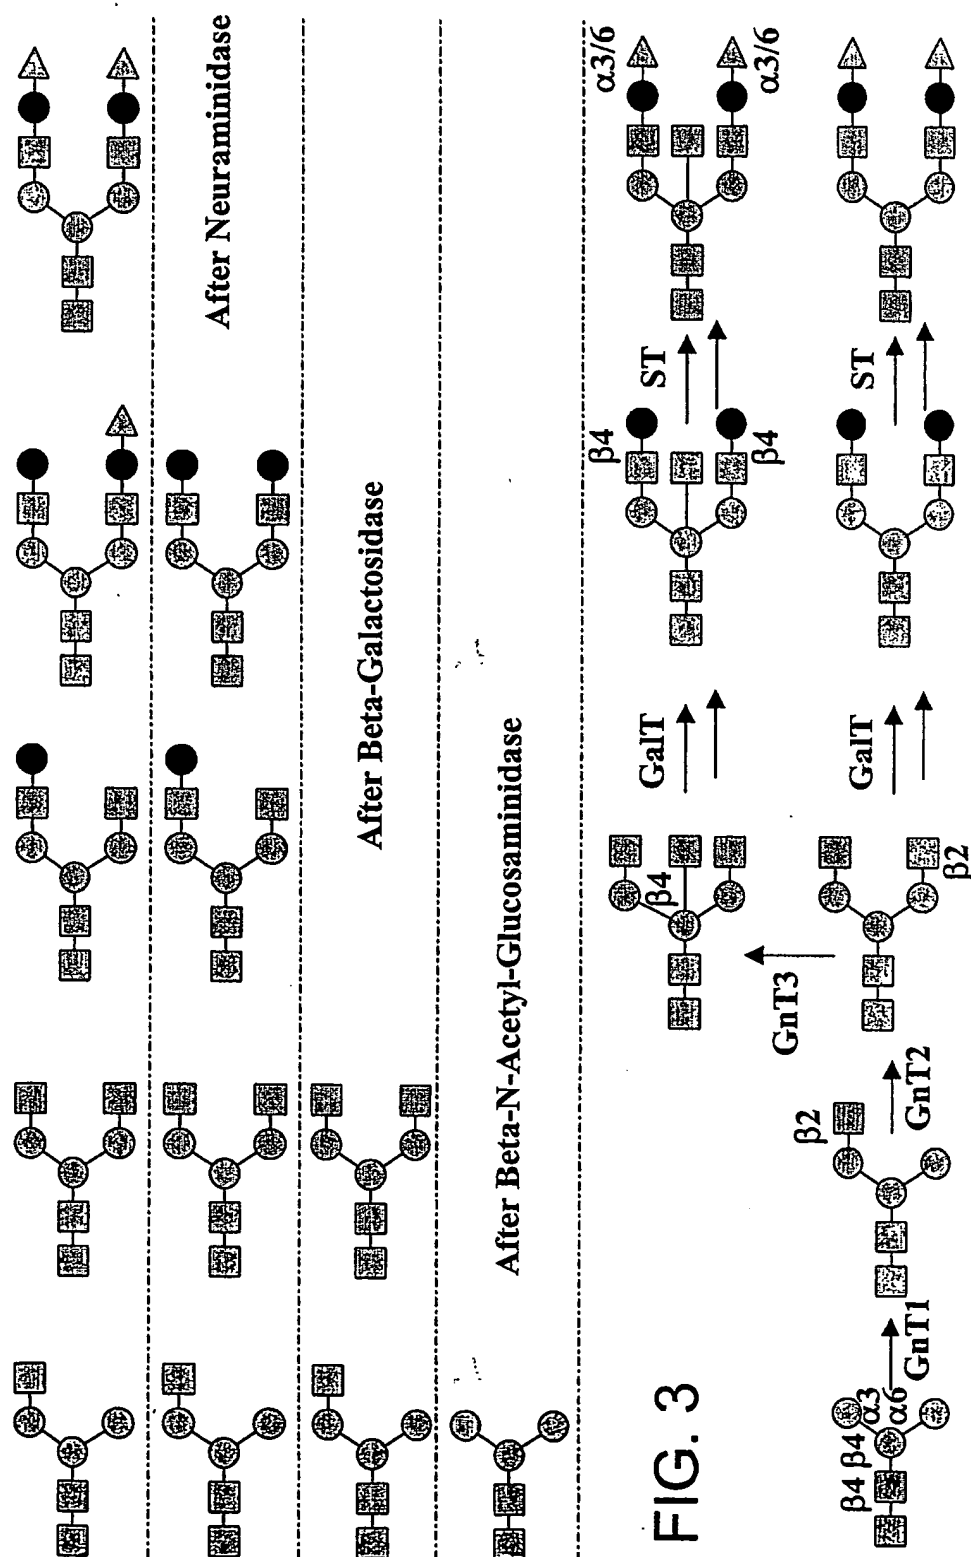 After Neuraminidase
After Beta-Galactosidase
After Beta-N-Acetyl-Glucosaminidase
FIG. 3
β4 β4 α3
α6
GnT1
β2
GnT2
β2
GnT3
β4
GalT
GalT
β4
β4
ST
ST
α3/6
α3/6